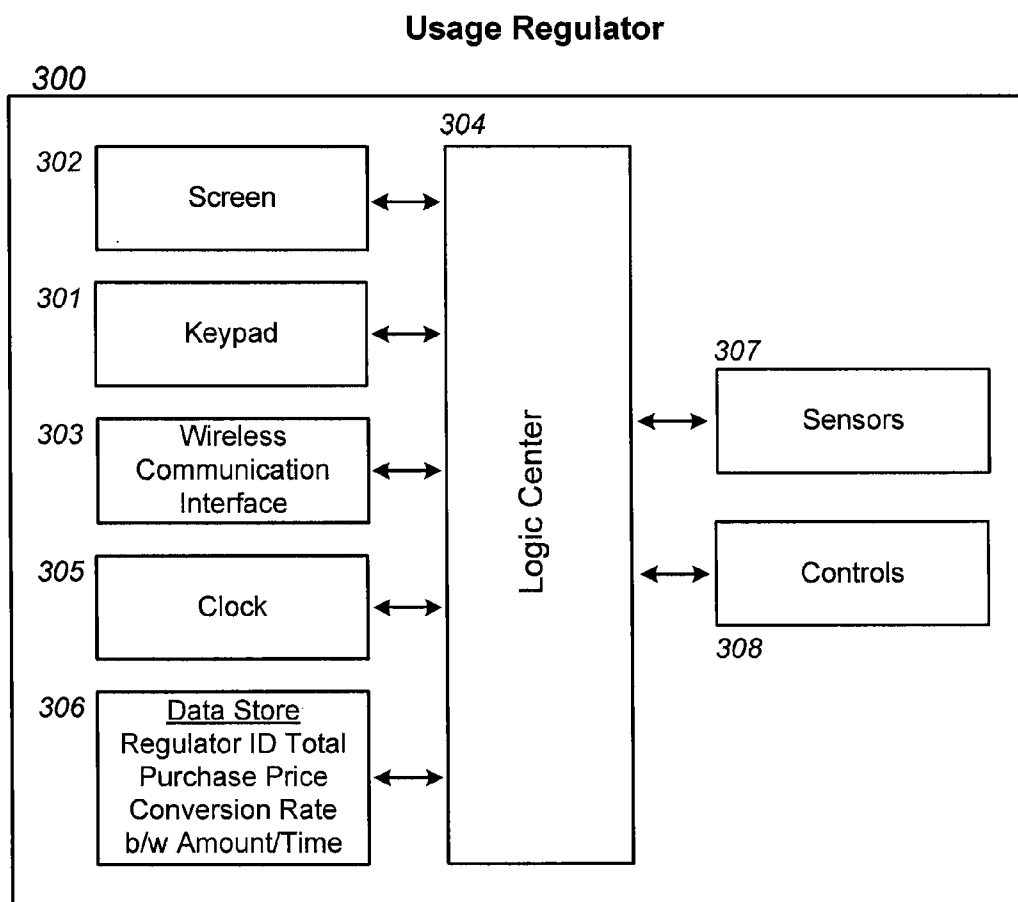 Usage Regulator
300
304
302
Screen
301
Keypad
303
Wireless
Communication
Interface
305
Clock
306
Data Store
Regulator ID Total
Purchase Price
Conversion Rate
b/w Amount/Time
Logic Center
307
Sensors
Controls
308